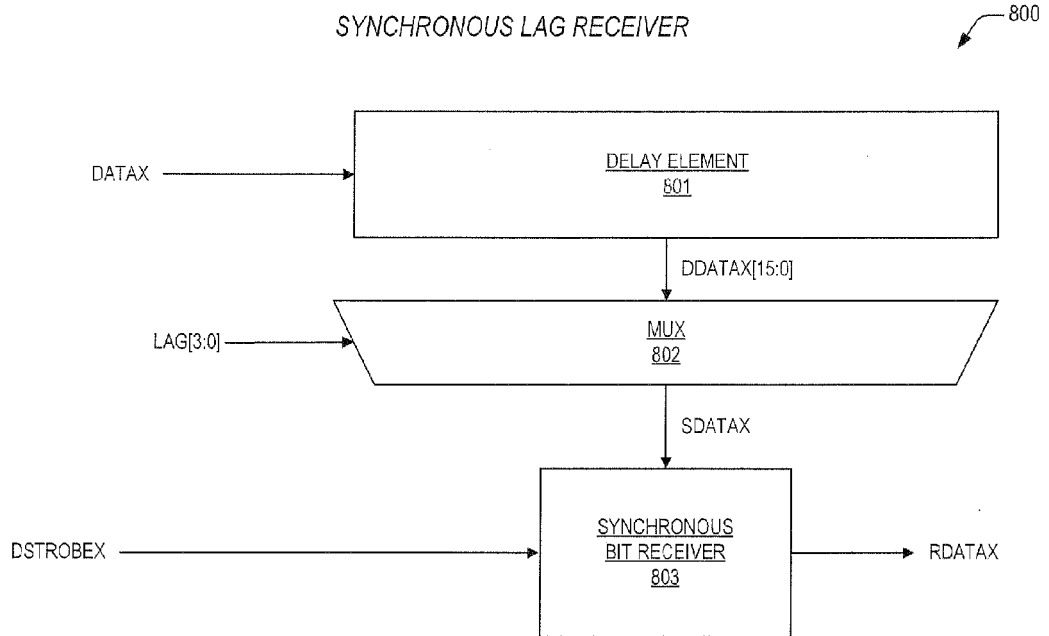 SYNCHRONOUS LAG RECEIVER
800
DELAY ELEMENT
801
DATAX
DDATAX[15:0]
MUX
802
LAG[3:0]
SDATAX
SYNCHRONOUS
BIT RECEIVER
803
DSTROBEX
RDATAX